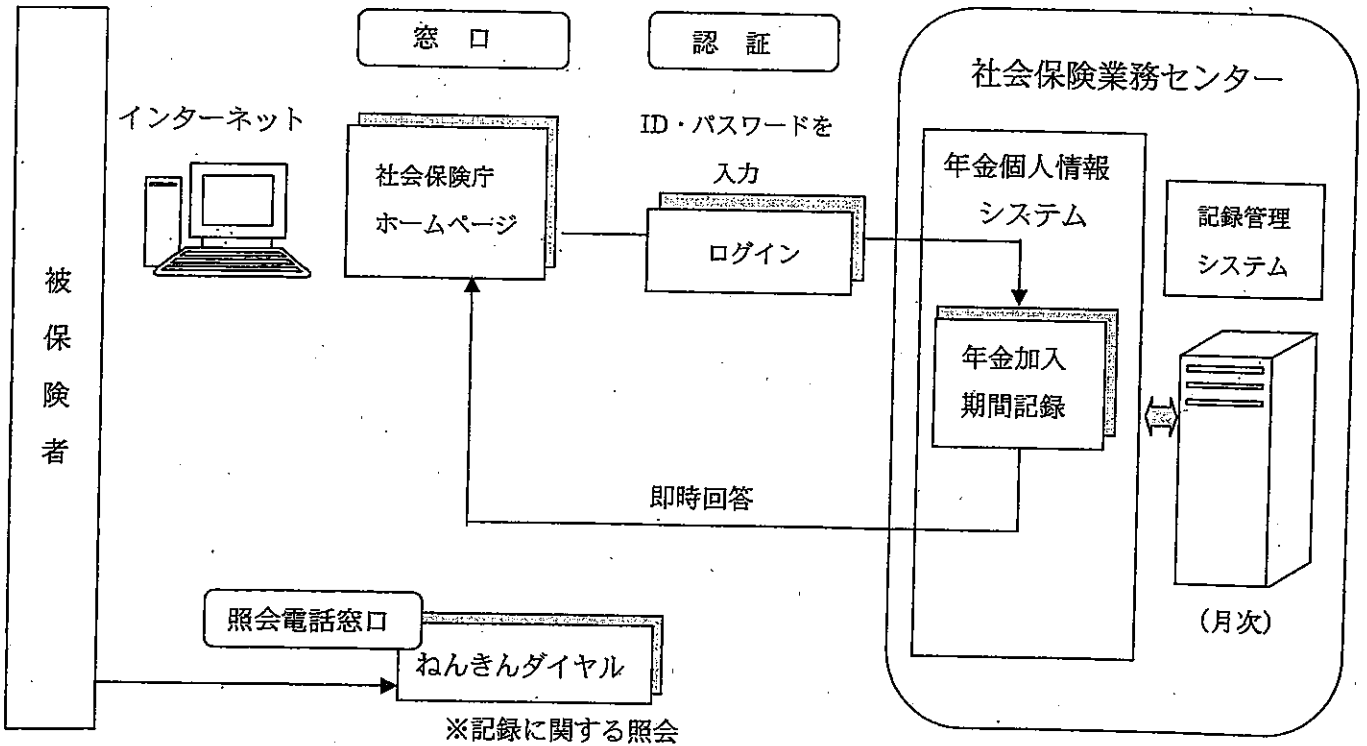 窓 口
認 証
社会保険業務センター
インターネット
ID・パスワードを
入力
社会保険庁
ホームページ
ログイン
年金個人情報
システム
記録管理
システム
被
保
険
者
年金加入
期間記録
即時回答
(月次)
照会電話窓口
ねんきんダイヤル
※記録に関する照会